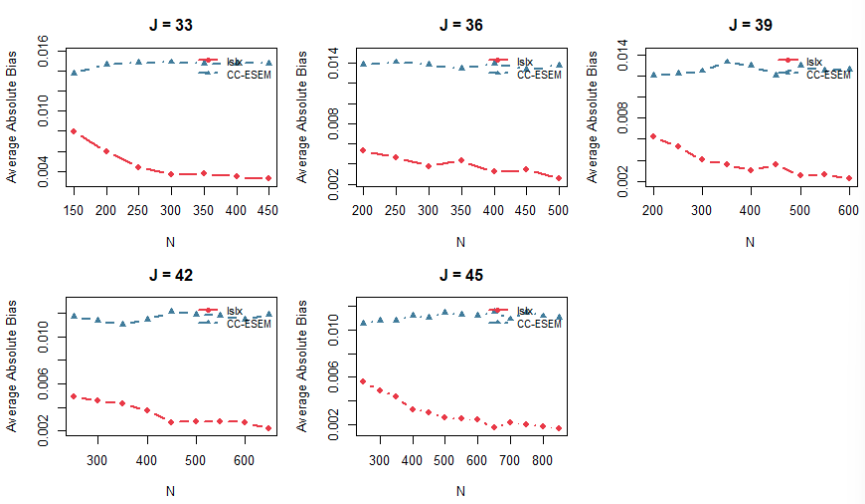 J = 33
Average Absolute Bias
0.004 0.010 0.016
lslx
CC-ESEM
150 200 250 300 350 400 450
N
J = 36
Average Absolute Bias
0.002 0.008 0.014
lslx
CC-ESEM
200 250 300 350 400 450 500
N
J = 39
Average Absolute Bias
0.002 0.008 0.014
lslx
CC-ESEM
200 300 400 500 600
N
J = 42
Average Absolute Bias
0.002 0.006 0.010
lslx
CC-ESEM
300 400 500 600
N
J = 45
Average Absolute Bias
0.002 0.006 0.010
lslx
CC-ESEM
300 400 500 600 700 800
N